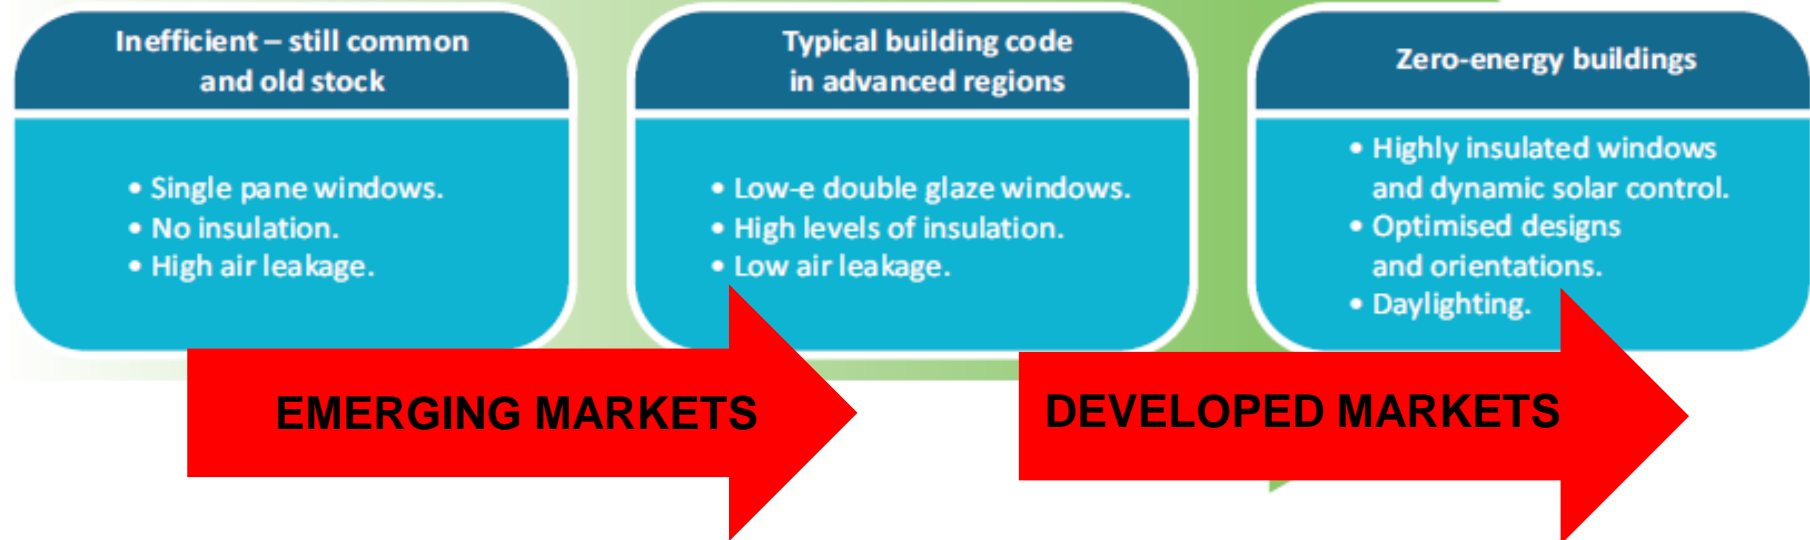 Inefficient – still common
and old stock
• Single pane windows.
• No insulation.
• High air leakage.
Typical building code
in advanced regions
• Low-e double glaze windows.
• High levels of insulation.
• Low air leakage.
Zero-energy buildings
• Highly insulated windows
and dynamic solar control.
• Optimised designs
and orientations.
• Daylighting.
EMERGING MARKETS
DEVELOPED MARKETS